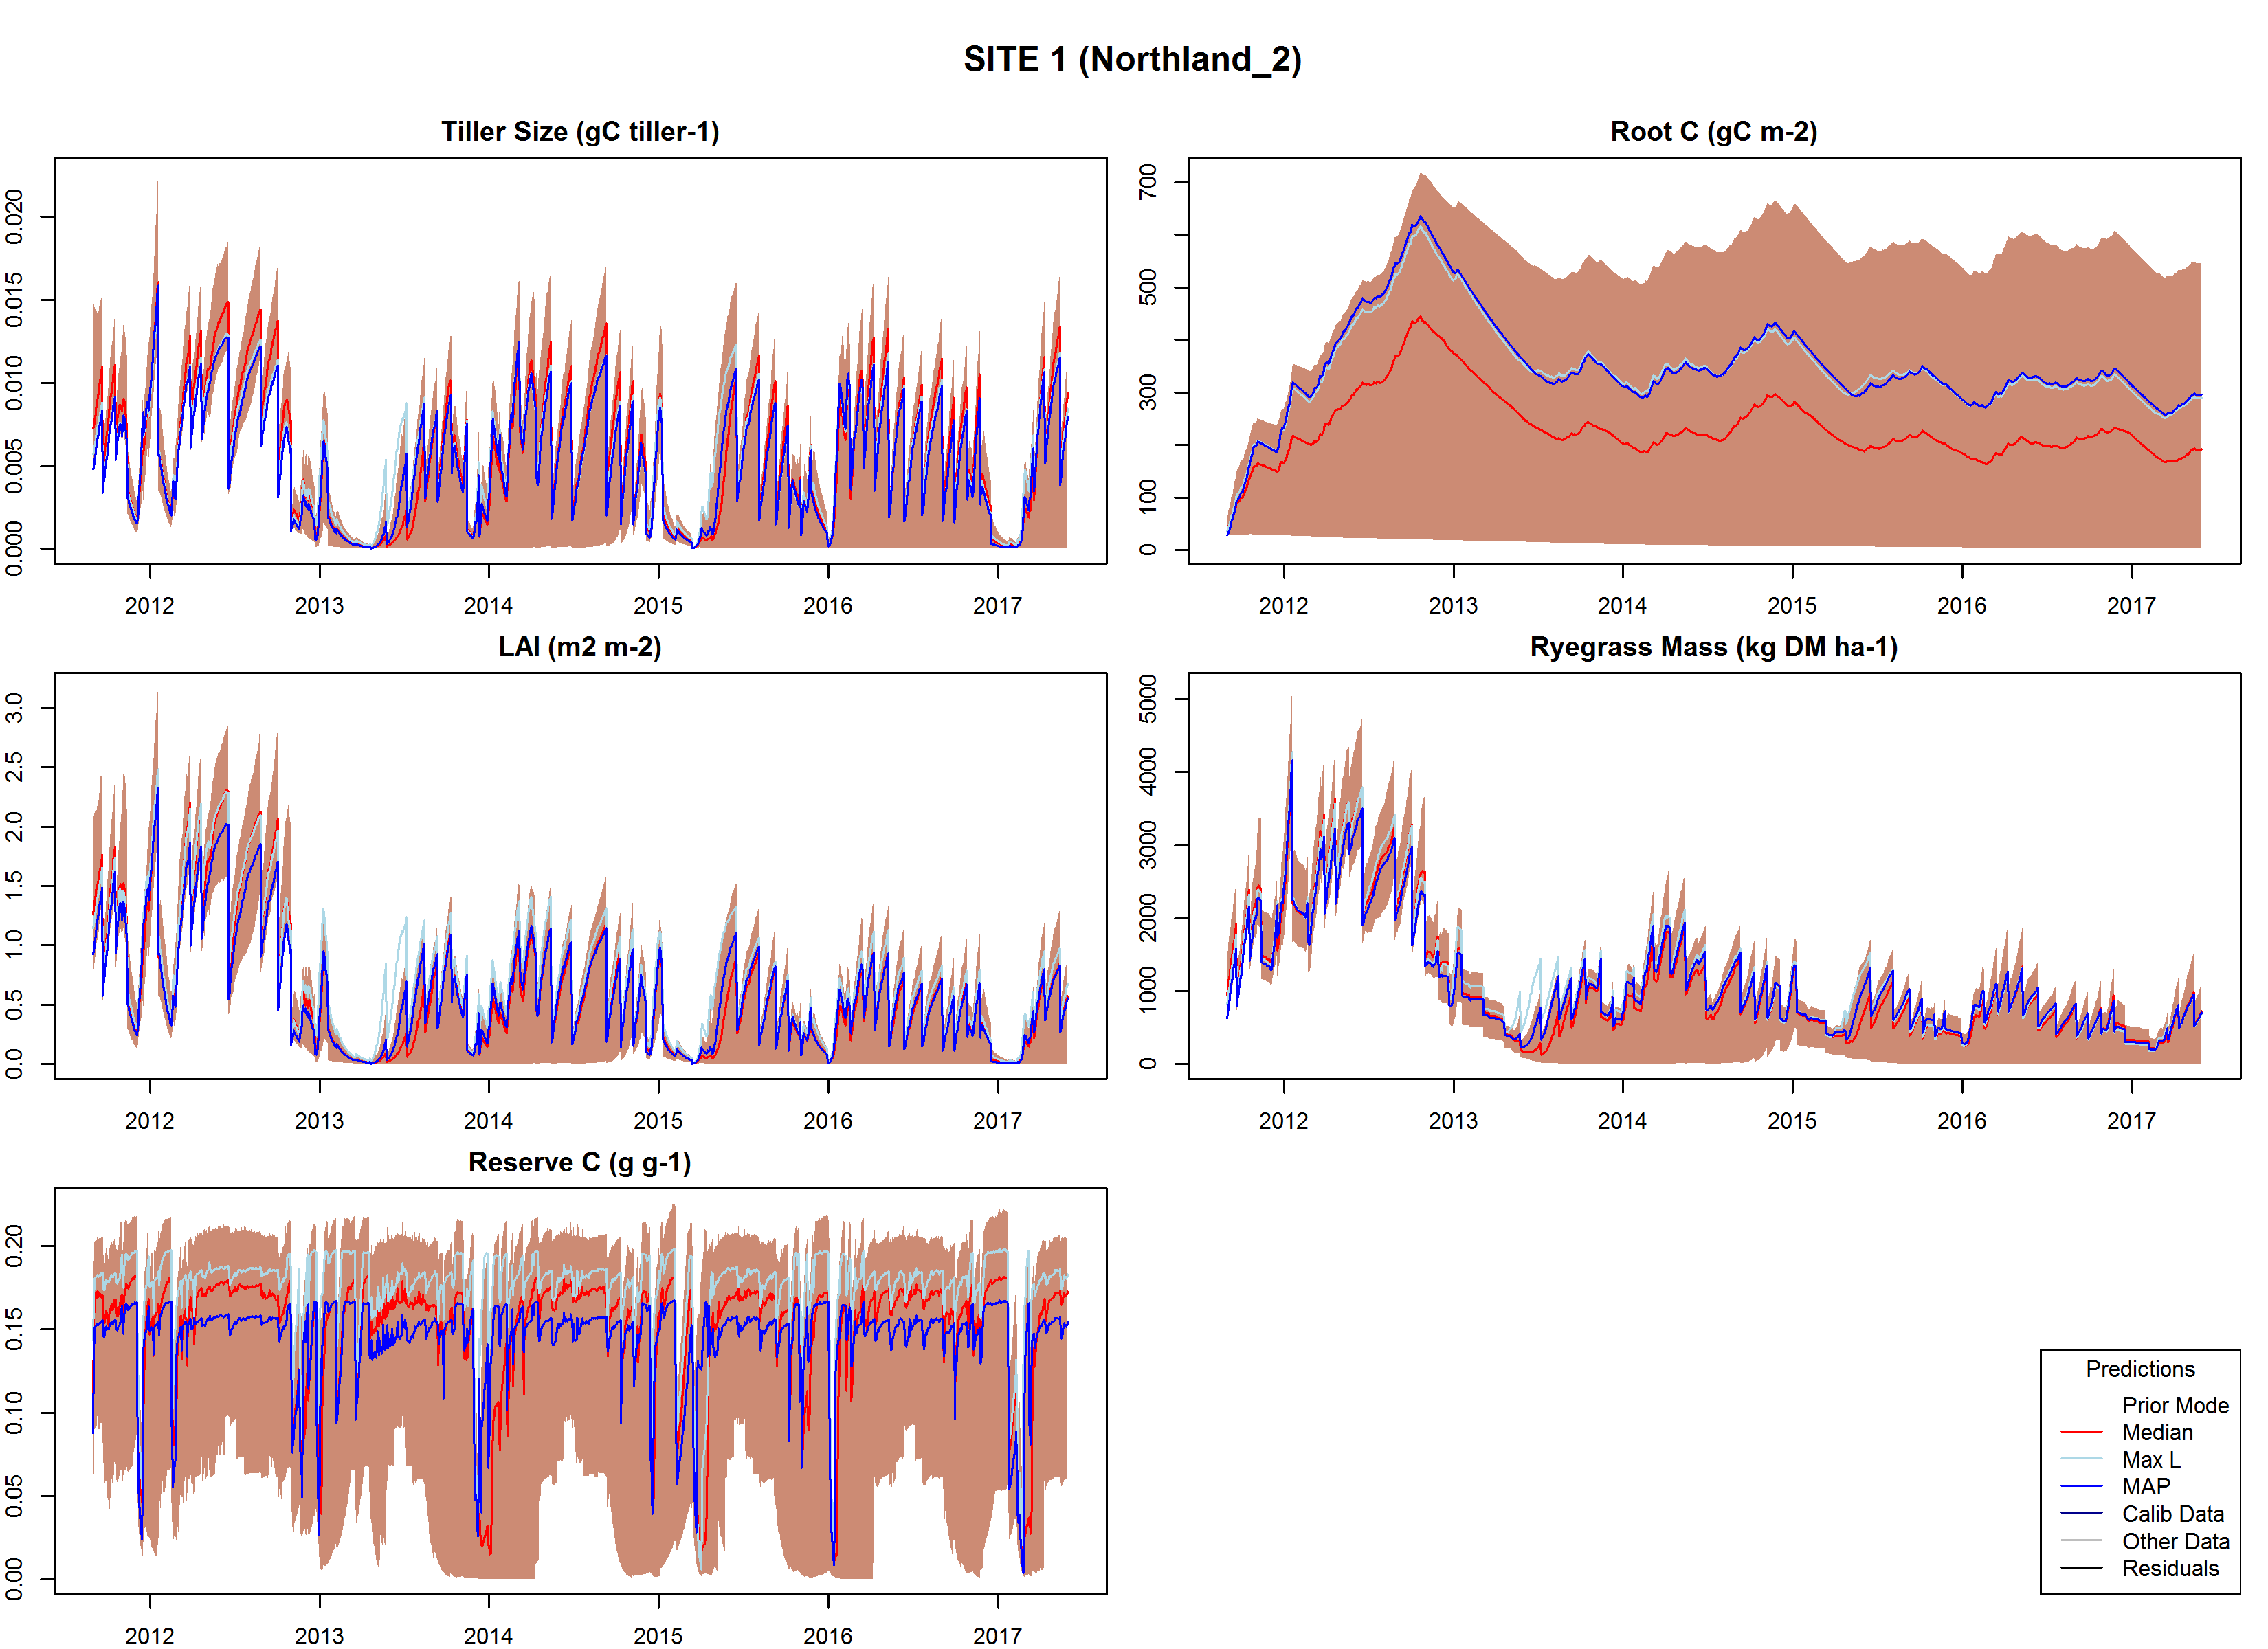 SITE 1 (Northland_2)
Tiller Size (gC tiller-1)
0.020
0.015
0.010
0.005
0.000
2012 2013 2014 2015 2016 2017
Root C (gC m-2)
700
500
300
100
0
2012 2013 2014 2015 2016 2017
LAI (m2 m-2)
3.0
2.5
2.0
1.5
1.0
0.5
0.0
2012 2013 2014 2015 2016 2017
Ryegrass Mass (kg DM ha-1)
5000
4000
3000
2000
1000
0
2012 2013 2014 2015 2016 2017
Reserve C (g g-1)
0.20
0.15
0.10
0.05
0.00
2012 2013 2014 2015 2016 2017
Predictions
Prior Mode
Median
Max L
MAP
Calib Data
Other Data
Residuals